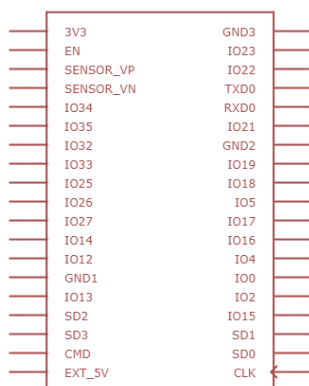 3V3 GND3
EN IO23
SENSOR_VP IO22
SENSOR_VN TXD0
IO34 RXD0
IO35 IO21
IO32 GND2
IO33 IO19
IO25 IO18
IO26 IO5
IO27 IO17
IO14 IO16
IO12 IO4
GND1 IO0
IO13 IO2
SD2 IO15
SD3 SD1
CMD SD0
EXT_5V CLK